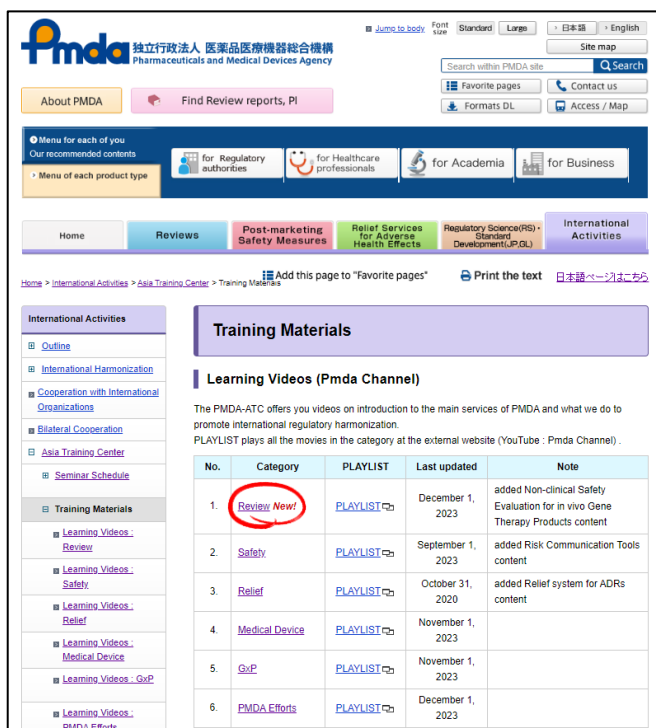 Jump to body
Font size
Standard
Large
日本語
English
Pmda
独立行政法人 医薬品医療機器総合機構
Pharmaceuticals and Medical Devices Agency
Site map
Search within PMDA site
Search
Favorite pages
Contact us
About PMDA
Find Review reports, PI
Formats DL
Access / Map
Menu for each of you
Our recommended contents
Menu of each product type
for Regulatory authorities
for Healthcare professionals
for Academia
for Business
Home
Reviews
Post-marketing Safety Measures
Relief Services for Adverse Health Effects
Regulatory Science(RS)・Standard Development(JP,GL)
International Activities
Home > International Activities > Asia Training Center > Training Materials
Add this page to "Favorite pages"
Print the text
日本語ページはこちら
International Activities
Outline
International Harmonization
Cooperation with International
Organizations
Bilateral Cooperation
Asia Training Center
Seminar Schedule
Training Materials
Learning Videos :
Review
Learning Videos :
Safety
Learning Videos :
Relief
Learning Videos :
Medical Device
Learning Videos : GxP
Learning Videos :
PMDA Efforts
Training Materials
Learning Videos (Pmda Channel)
The PMDA-ATC offers you videos on introduction to the main services of PMDA and what we do to
promote international regulatory harmonization.
PLAYLIST plays all the movies in the category at the external website (YouTube : Pmda Channel) .
No. Category PLAYLIST Last updated Note
1. Review New! PLAYLIST December 1, 2023 added Non-clinical Safety Evaluation for in vivo Gene Therapy Products content
2. Safety PLAYLIST September 1, 2023 added Risk Communication Tools content
3. Relief PLAYLIST October 31, 2020 added Relief system for ADRs content
4. Medical Device PLAYLIST November 1, 2023
5. GxP PLAYLIST November 1, 2023
6. PMDA Efforts PLAYLIST December 1, 2023